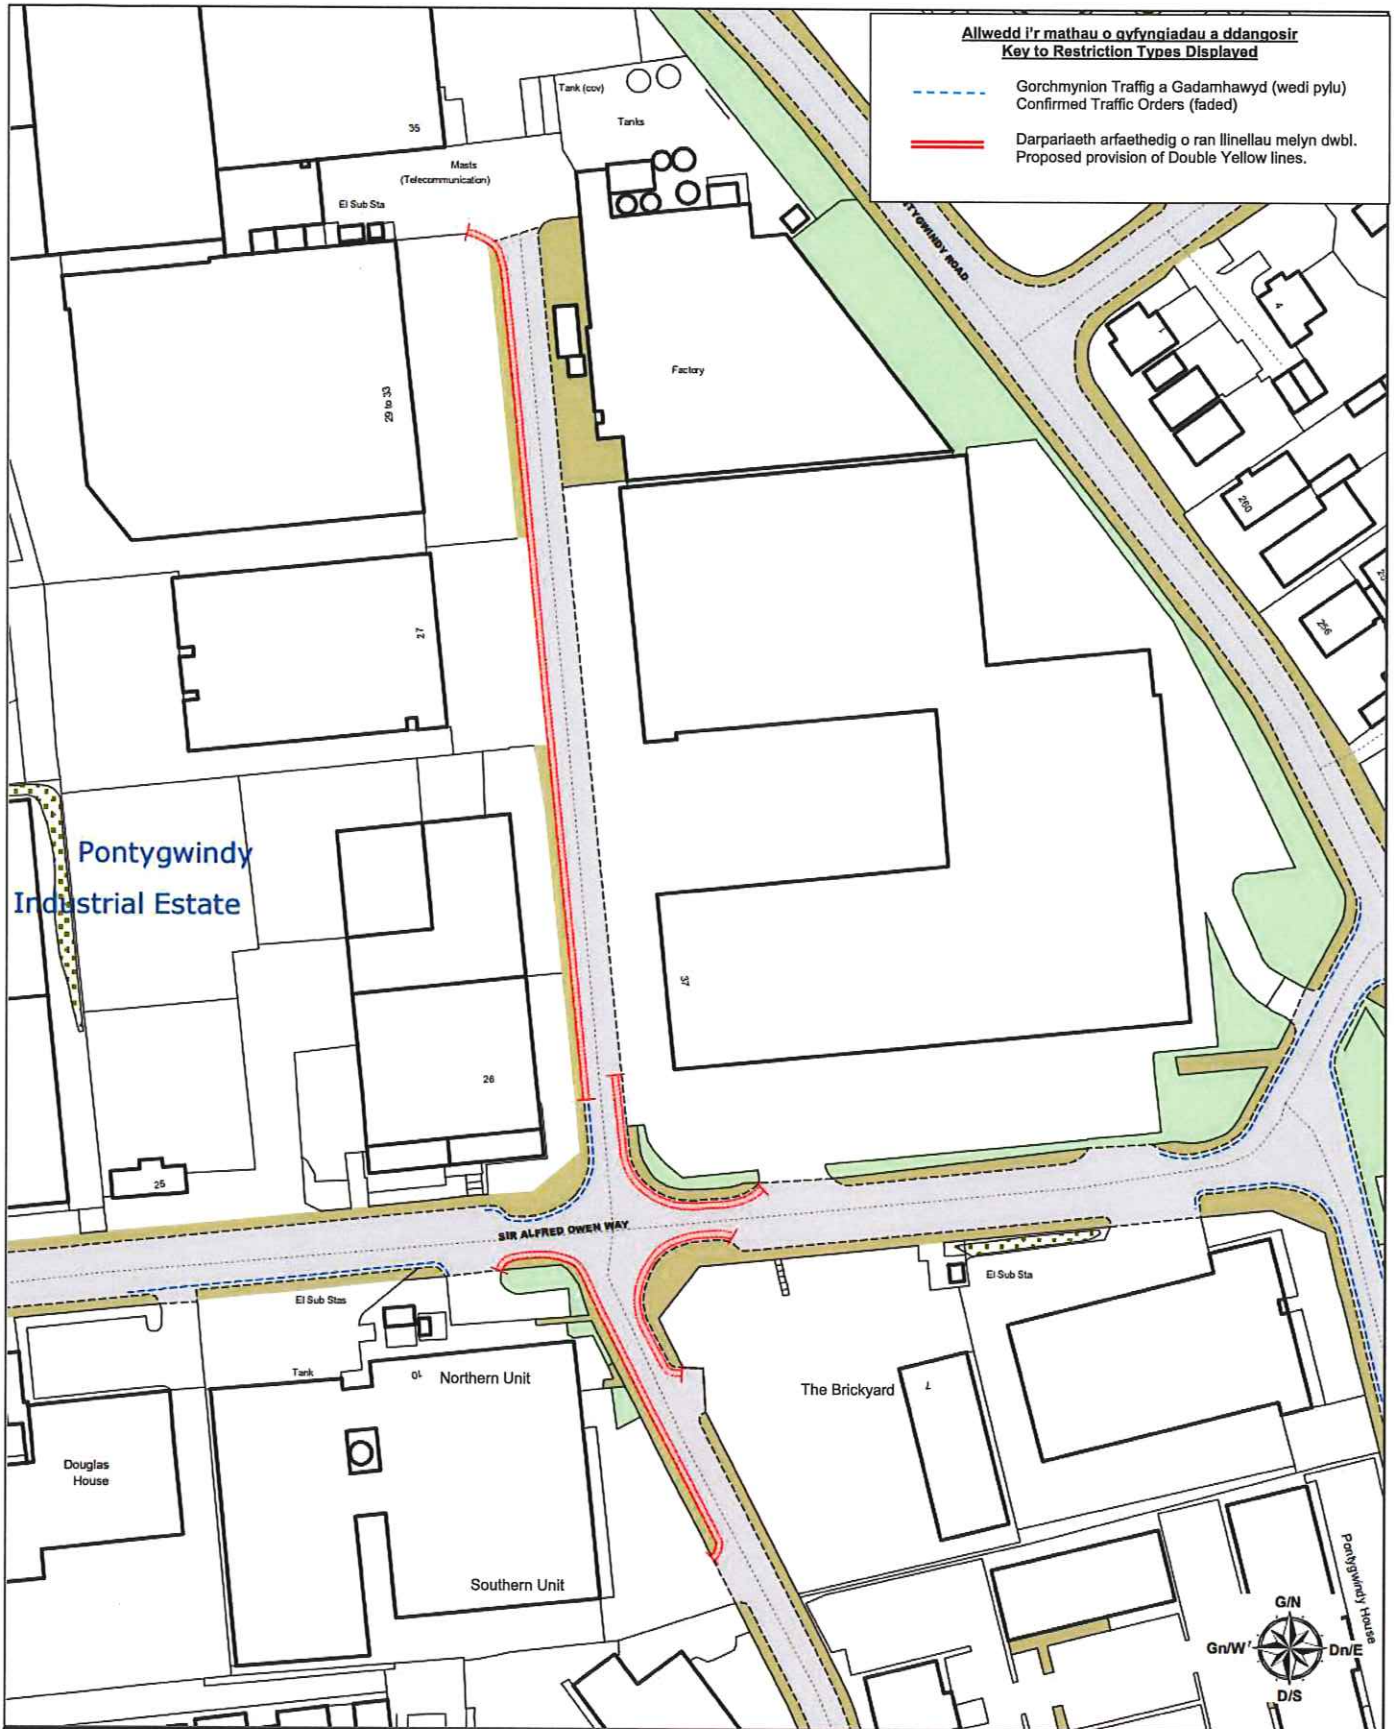 Allwedd i'r mathau o gyfyngiadau a ddangosir
Key to Restriction Types Displayed
Gorchmynion Traffig a Gadarnhawyd (wedi pylu)
Confirmed Traffic Orders (faded)
Darpariaeth arfaethedig o ran llinellau melyn dwbl.
Proposed provision of Double Yellow lines.
Tank (cov)
Tanks
35
Masts
(Telecommunication)
El Sub Sta
TYGWINDY ROAD
4
29 to 33
Factory
260
256
27
Pontygwindy
Industrial Estate
37
26
25
SIR ALFRED OWEN WAY
El Sub Stas
El Sub Sta
Tank
10
Northern Unit
The Brickyard
7
Douglas
House
Southern Unit
Pontygwindy House
G/N
Gn/W
Dn/E
D/S